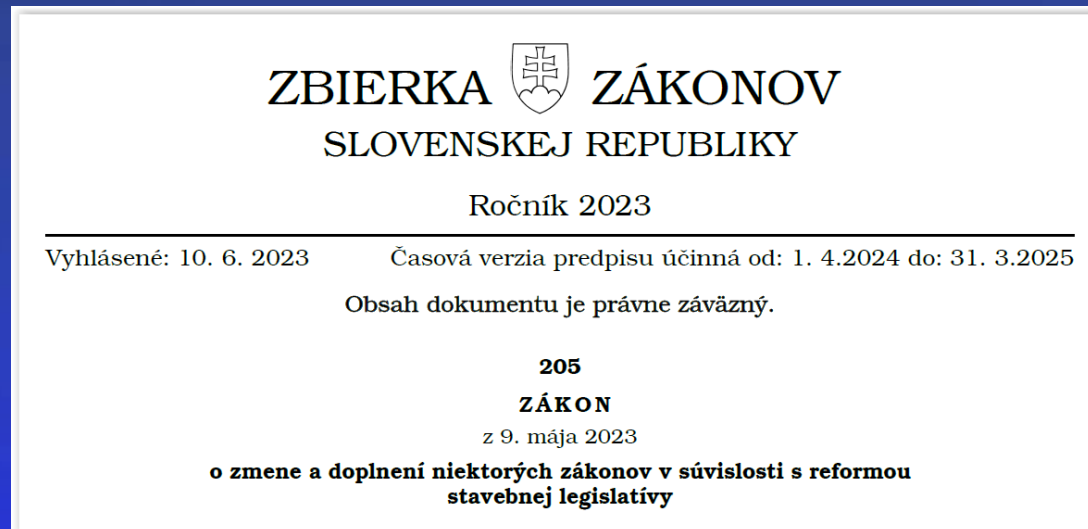 ZBIERKA ZÁKONOV
SLOVENSKEJ REPUBLIKY
Ročník 2023
Vyhlásené: 10. 6. 2023 Časová verzia predpisu účinná od: 1. 4.2024 do: 31. 3.2025
Obsah dokumentu je právne záväzný.
205
ZÁKON
z 9. mája 2023
o zmene a doplnení niektorých zákonov v súvislosti s reformou
stavebnej legislatívy